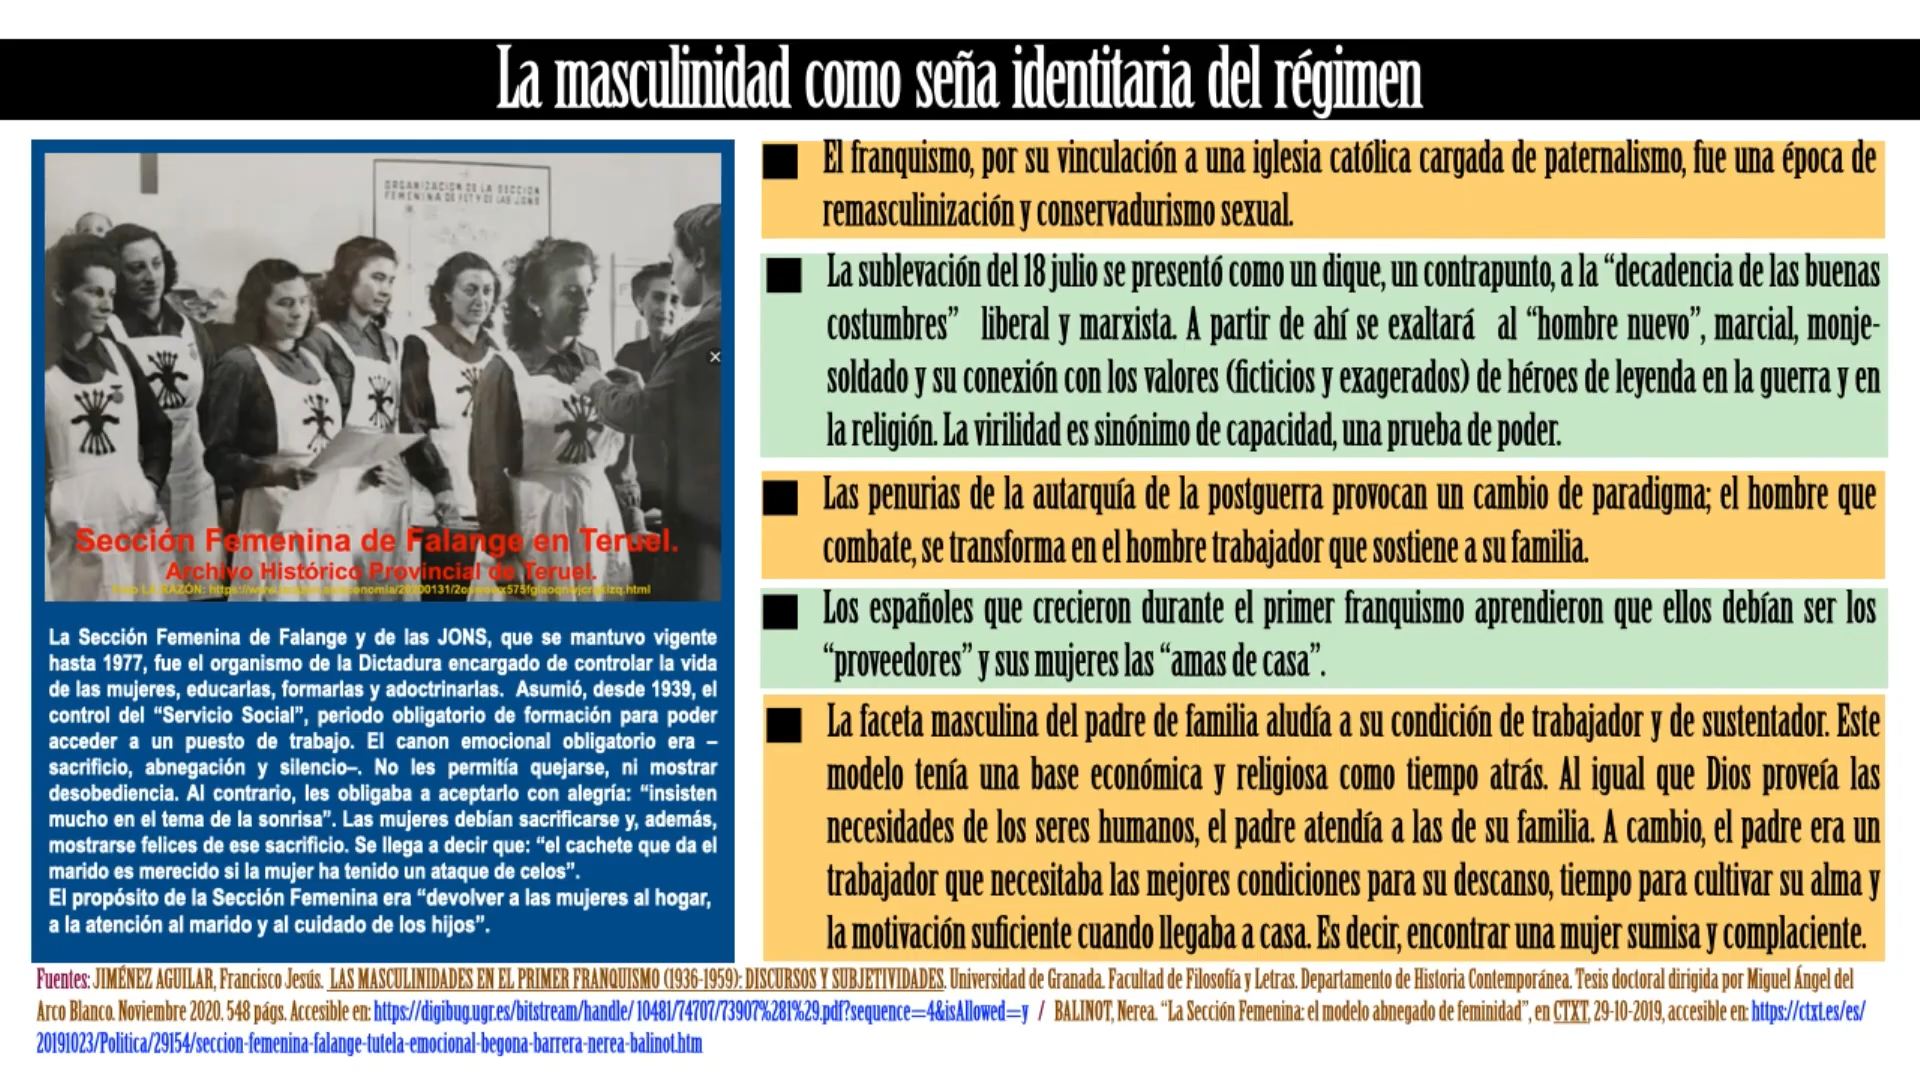 La masculinidad como seña identitaria del régimen
ORGANIZACION DE LA SECCION
FEMENINA DE FET Y DE LAS JONS
Sección Femenina de Falange en Teruel.
Archivo Histórico Provincial de Teruel.
La Sección Femenina de Falange y de las JONS, que se mantuvo vigente
hasta 1977, fue el organismo de la Dictadura encargado de controlar la vida
de las mujeres, educarlas, formarlas y adoctrinarlas. Asumió, desde 1939, el
control del “Servicio Social”, periodo obligatorio de formación para poder
acceder a un puesto de trabajo. El canon emocional obligatorio era –
sacrificio, abnegación y silencio–. No les permitía quejarse, ni mostrar
desobediencia. Al contrario, les obligaba a aceptarlo con alegría: “insisten
mucho en el tema de la sonrisa”. Las mujeres debían sacrificarse y, además,
mostrarse felices de ese sacrificio. Se llega a decir que: “el cachete que da el
marido es merecido si la mujer ha tenido un ataque de celos”.
El propósito de la Sección Femenina era “devolver a las mujeres al hogar,
a la atención al marido y al cuidado de los hijos”.
El franquismo, por su vinculación a una iglesia católica cargada de paternalismo, fue una época de
remasculinización y conservadurismo sexual.
La sublevación del 18 julio se presentó como un dique, un contrapunto, a la “decadencia de las buenas
costumbres” liberal y marxista. A partir de ahí se exaltará al “hombre nuevo”, marcial, monje-
soldado y su conexión con los valores (ficticios y exagerados) de héroes de leyenda en la guerra y en
la religión. La virilidad es sinónimo de capacidad, una prueba de poder.
Las penurias de la autarquía de la postguerra provocan un cambio de paradigma; el hombre que
combate, se transforma en el hombre trabajador que sostiene a su familia.
Los españoles que crecieron durante el primer franquismo aprendieron que ellos debían ser los
“proveedores” y sus mujeres las “amas de casa”.
La faceta masculina del padre de familia aludía a su condición de trabajador y de sustentador. Este
modelo tenía una base económica y religiosa como tiempo atrás. Al igual que Dios proveía las
necesidades de los seres humanos, el padre atendía a las de su familia. A cambio, el padre era un
trabajador que necesitaba las mejores condiciones para su descanso, tiempo para cultivar su alma y
la motivación suficiente cuando llegaba a casa. Es decir, encontrar una mujer sumisa y complaciente.
Fuentes: JIMÉNEZ AGUILAR, Francisco Jesús. LAS MASCULINIDADES EN EL PRIMER FRANQUISMO (1936-1959): DISCURSOS Y SUBJETIVIDADES. Universidad de Granada. Facultad de Filosofía y Letras. Departamento de Historia Contemporánea. Tesis doctoral dirigida por Miguel Ángel del
Arco Blanco. Noviembre 2020. 548 págs. Accesible en: https://digibug.ugr.es/bitstream/handle/ 10481/74707/73907%281%29.pdf?sequence=4&isAllowed=y / BALINOT, Nerea. “La Sección Femenina: el modelo abnegado de feminidad”, en CTXT, 29-10-2019, accesible en: https://ctxt.es/es/
20191023/Politica/29154/seccion-femenina-falange-tutela-emocional-begona-barrera-nerea-balinot.htm